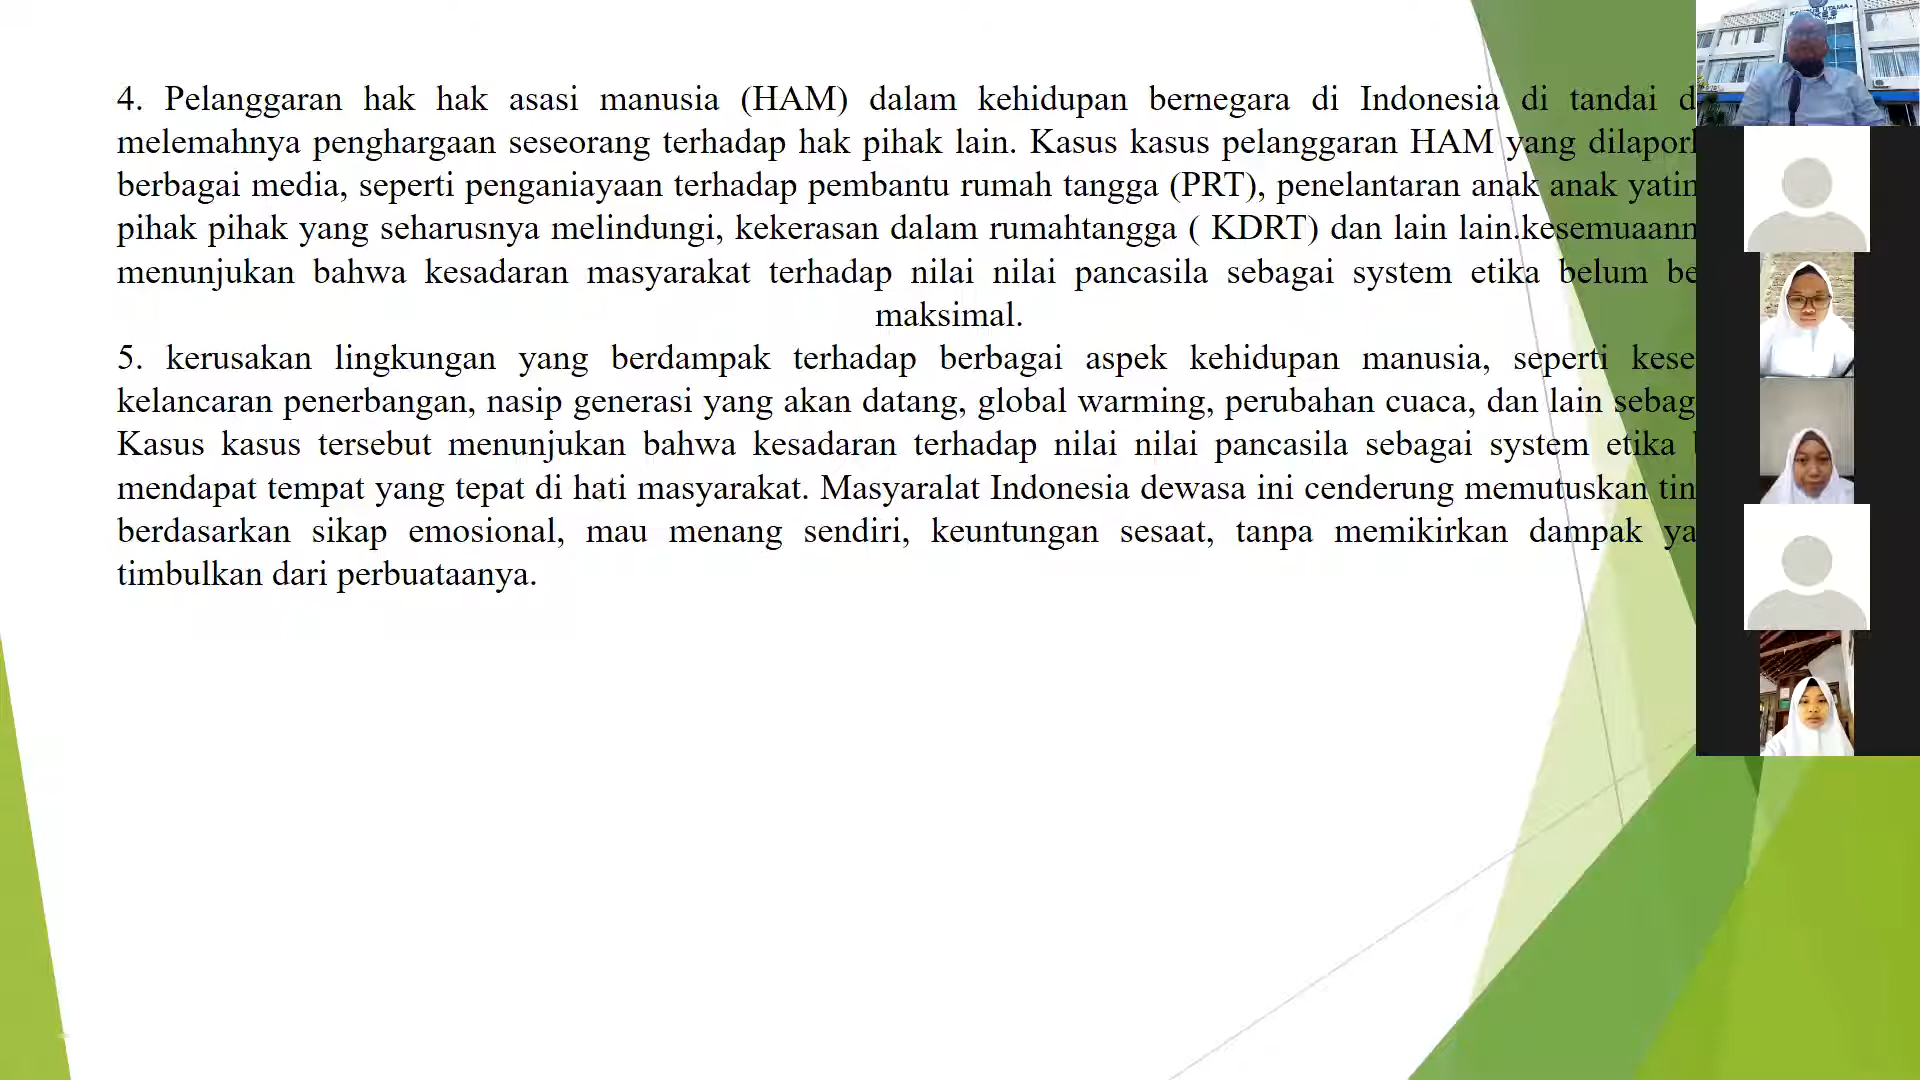 4. Pelanggaran hak hak asasi manusia (HAM) dalam kehidupan bernegara di Indonesia di tandai
melemahnya penghargaan seseorang terhadap hak pihak lain. Kasus kasus pelanggaran HAM yang
berbagai media, seperti penganiayaan terhadap pembantu rumah tangga (PRT), penelantaran anak anak
pihak pihak yang seharusnya melindungi, kekerasan dalam rumahtangga ( KDRT) dan lain lain.
menunjukan bahwa kesadaran masyarakat terhadap nilai nilai pancasila sebagai system etika belum
maksimal.
5. kerusakan lingkungan yang berdampak terhadap berbagai aspek kehidupan manusia, seperti
kelancaran penerbangan, nasip generasi yang akan datang, global warming, perubahan cuaca, dan lain
Kasus kasus tersebut menunjukan bahwa kesadaran terhadap nilai nilai pancasila sebagai system etika
mendapat tempat yang tepat di hati masyarakat. Masyaralat Indonesia dewasa ini cenderung memutuskan
berdasarkan sikap emosional, mau menang sendiri, keuntungan sesaat, tanpa memikirkan dampak
timbulkan dari perbuataanya.